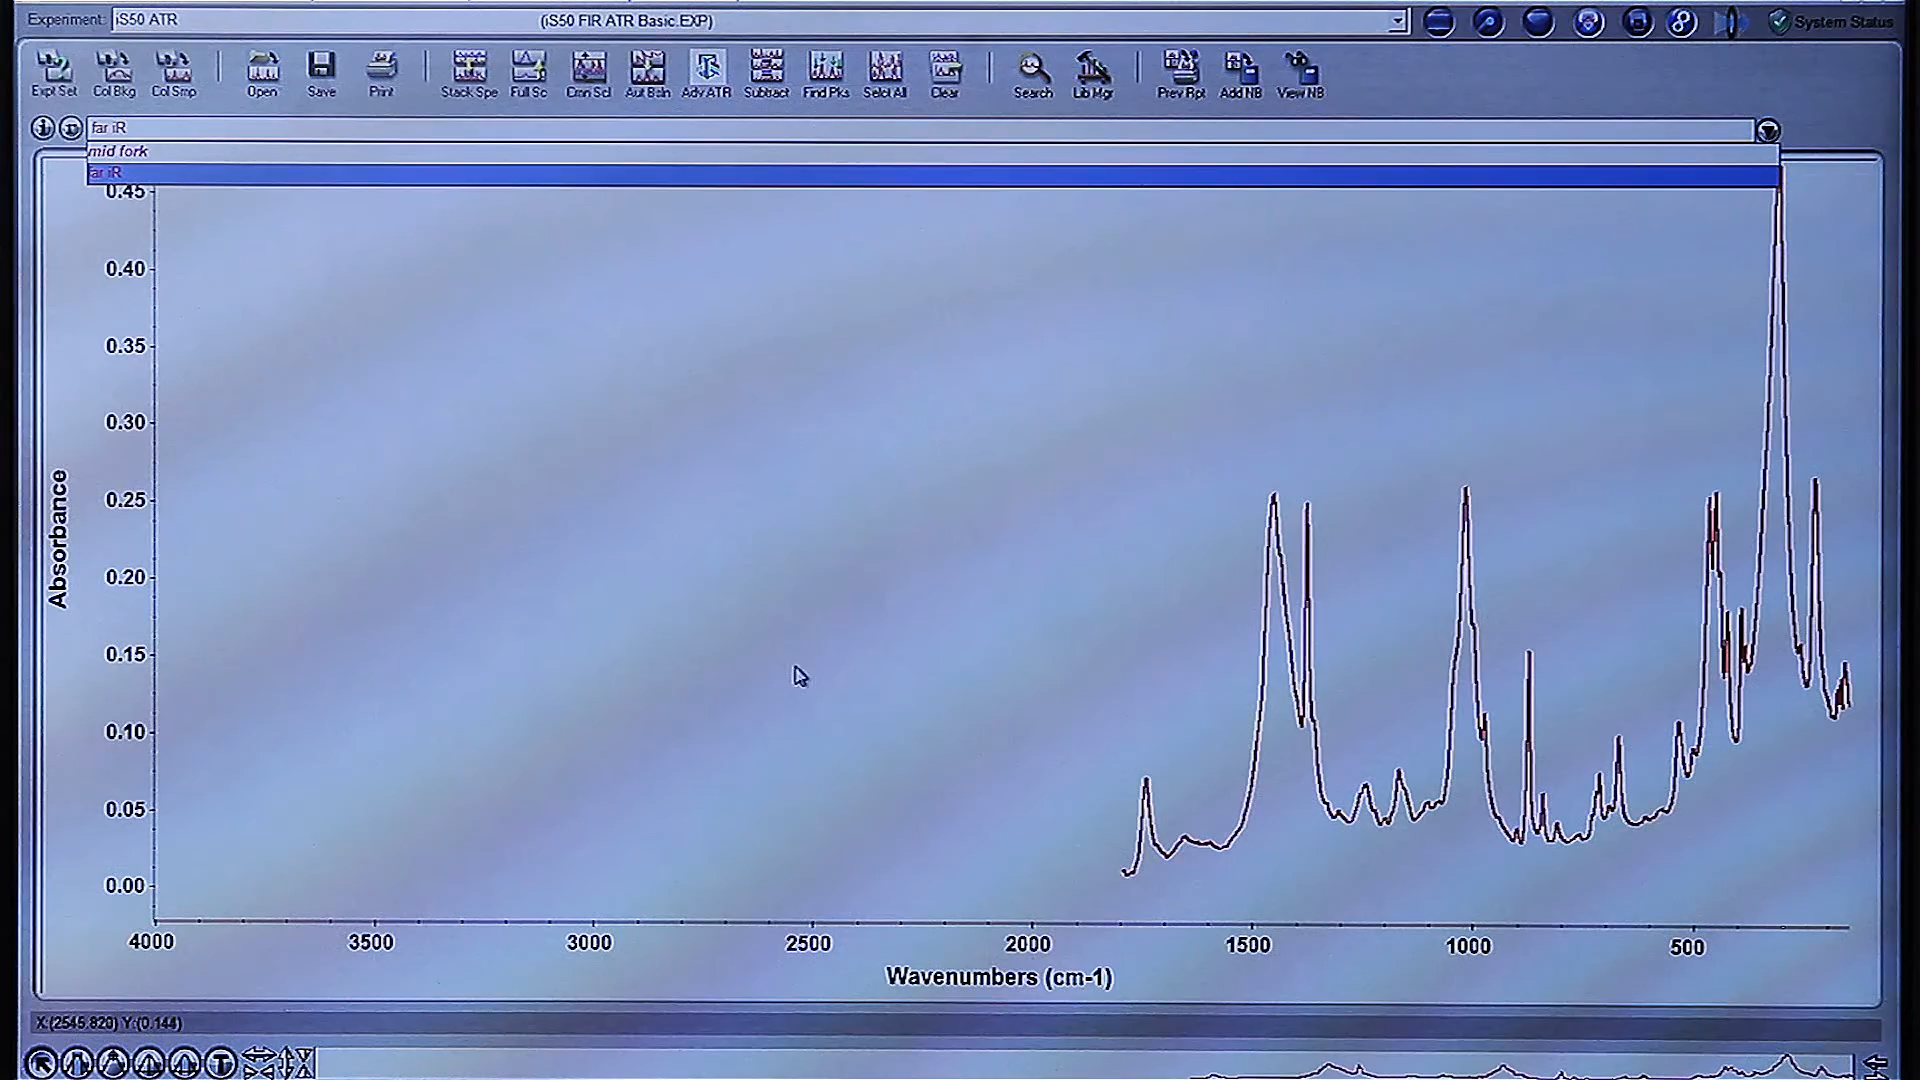 Experiment: iS50 ATR (iS50 FIR ATR Basic.EXP) System Status
Expt Set Col Bkg Col Smp Open Save Print Stack Spe Full Sc Cmn Scl Aut Bsln Adv ATR Subtract Find Pks Selct All Clear Search Lib Mgr Prev Rpt Add NB View NB
far iR
mid fork
far iR
0.45
0.40
0.35
0.30
0.25
0.20
0.15
0.10
0.05
0.00
Absorbance
4000 3500 3000 2500 2000 1500 1000 500
Wavenumbers (cm-1)
X:(2545.820) Y:(0.144)
T